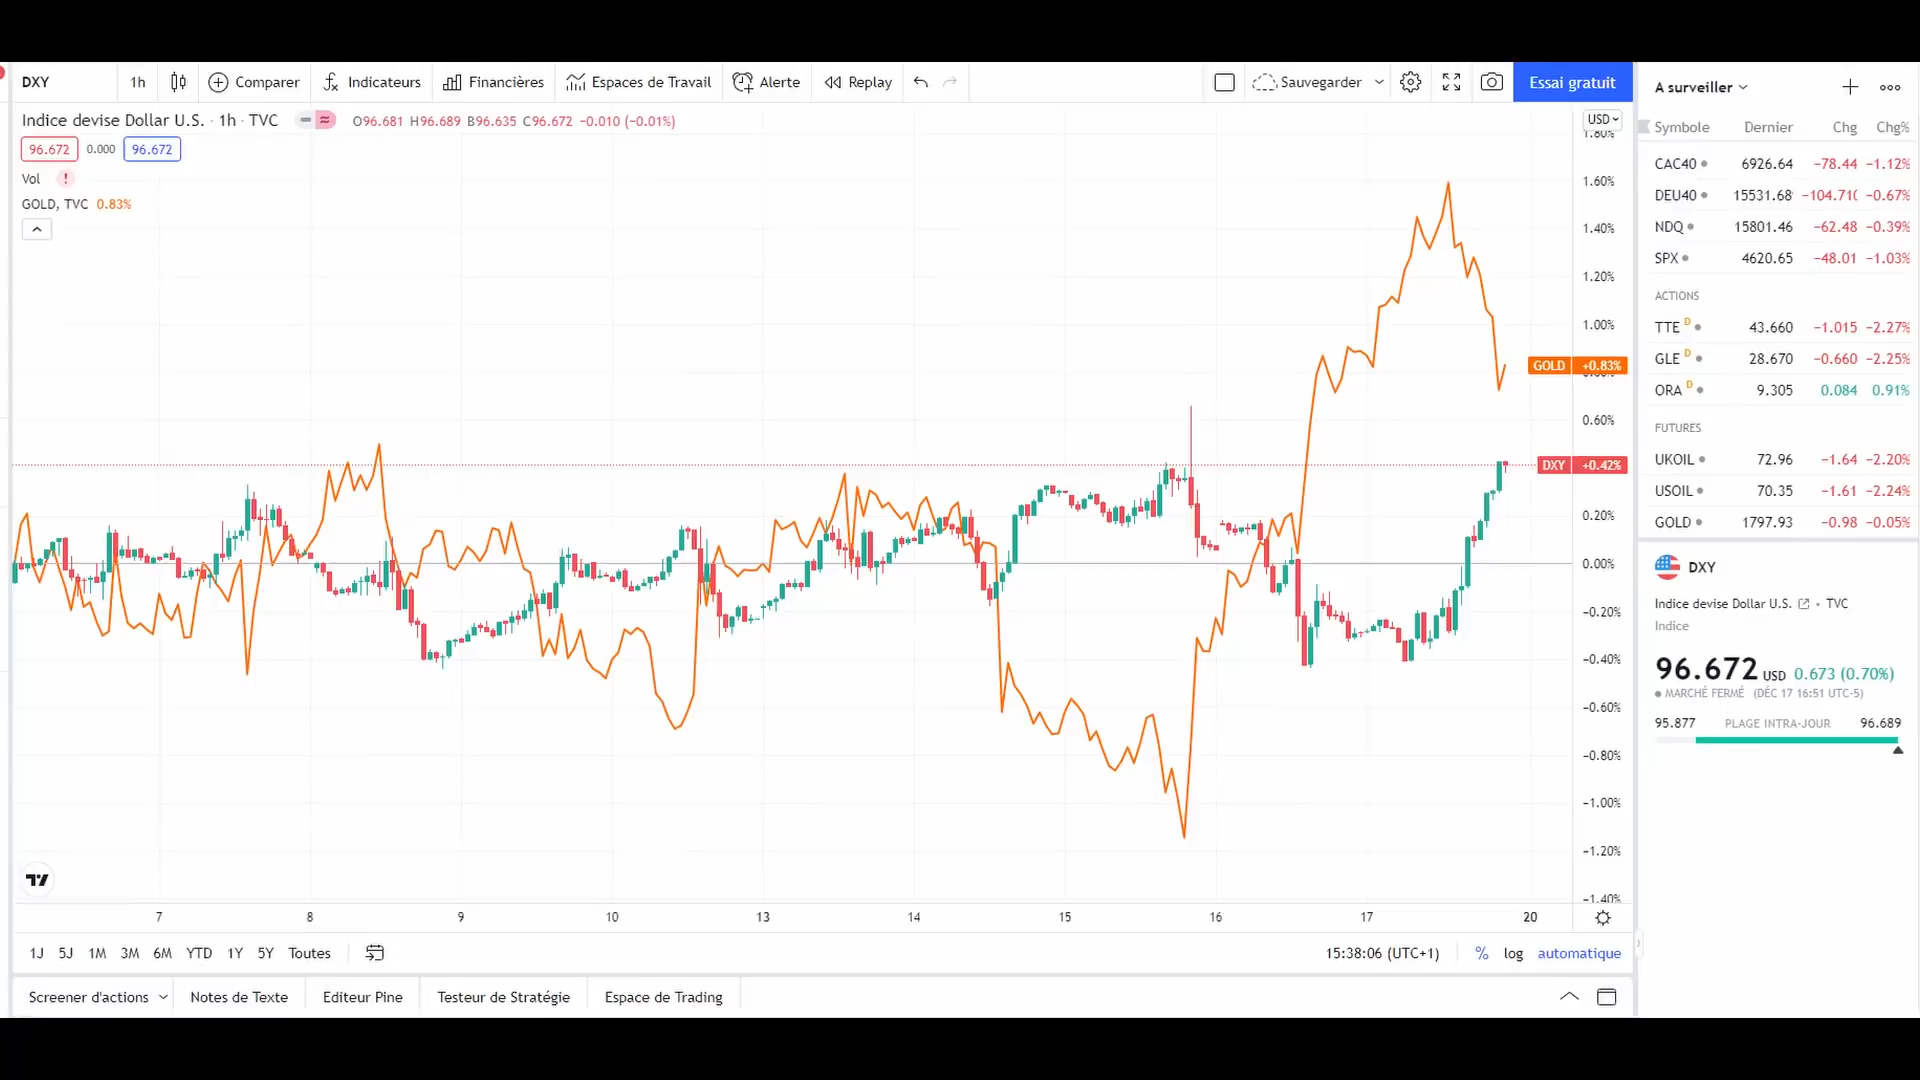 DXY 1h Comparer Indicateurs Financières Espaces de Travail Alerte Replay Sauvegarder Essai gratuit
Indice devise Dollar U.S. · 1h · TVC O96.681 H96.689 B96.635 C96.672 -0.010 (-0.01%)
96.672 0.000 96.672
Vol !
GOLD, TVC 0.83%
USD
1.80%
1.60%
1.40%
1.20%
1.00%
GOLD +0.83%
0.60%
DXY +0.42%
0.20%
0.00%
-0.20%
-0.40%
-0.60%
-0.80%
-1.00%
-1.20%
-1.40%
7 8 9 10 13 14 15 16 17 20
1J 5J 1M 3M 6M YTD 1Y 5Y Toutes 15:38:06 (UTC+1) % log automatique
Screener d'actions Notes de Texte Editeur Pine Testeur de Stratégie Espace de Trading
A surveiller
Symbole Dernier Chg Chg%
CAC40 6926.64 -78.44 -1.12%
DEU40 15531.68 -104.710 -0.67%
NDQ 15801.46 -62.48 -0.39%
SPX 4620.65 -48.01 -1.03%
ACTIONS
TTE D 43.660 -1.015 -2.27%
GLE D 28.670 -0.660 -2.25%
ORA D 9.305 0.084 0.91%
FUTURES
UKOIL 72.96 -1.64 -2.20%
USOIL 70.35 -1.61 -2.24%
GOLD 1797.93 -0.98 -0.05%
DXY
Indice devise Dollar U.S. • TVC
Indice
96.672 USD 0.673 (0.70%)
MARCHÉ FERMÉ (DÉC 17 16:51 UTC-5)
95.877 PLAGE INTRA-JOUR 96.689